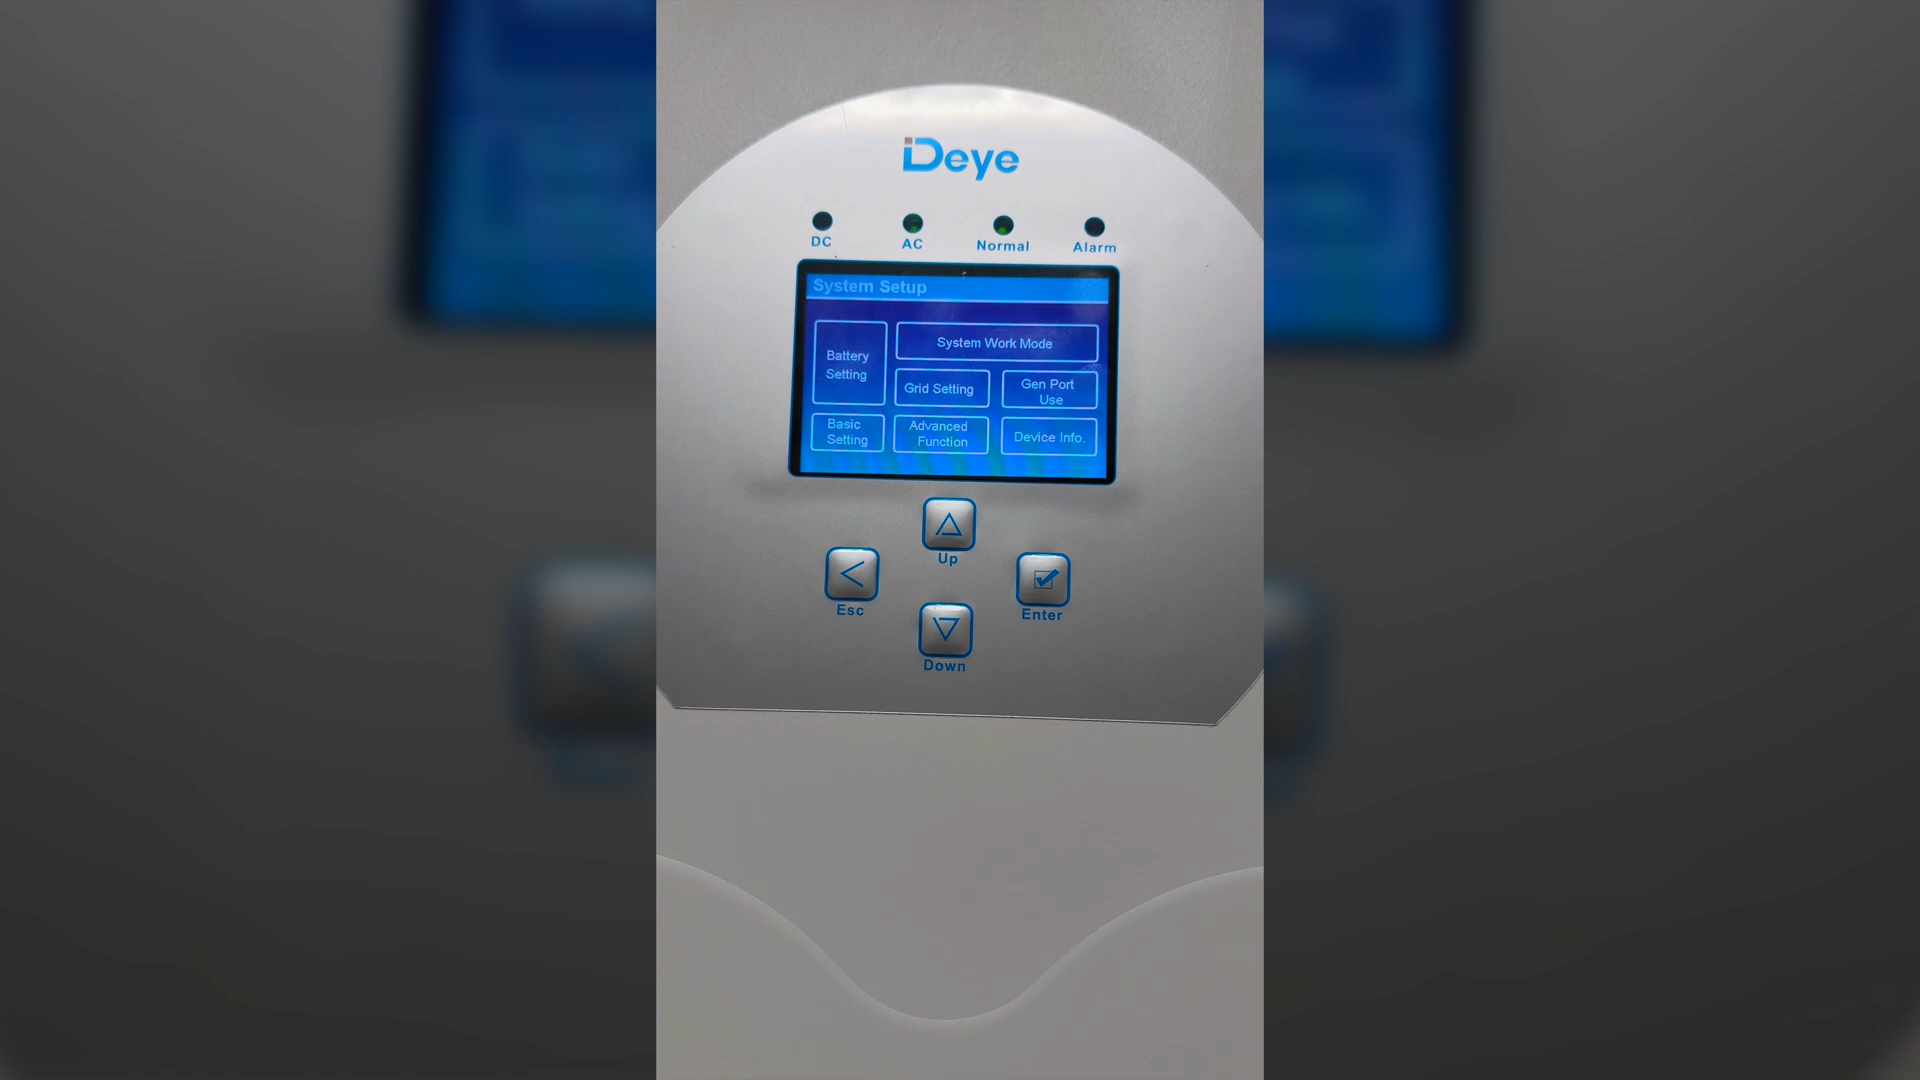 Deye
DC
AC
Normal
Alarm
System Setup
Battery
Setting
System Work Mode
Grid Setting
Gen Port
Use
Basic
Setting
Advanced
Function
Device Info.
Up
Esc
Enter
Down